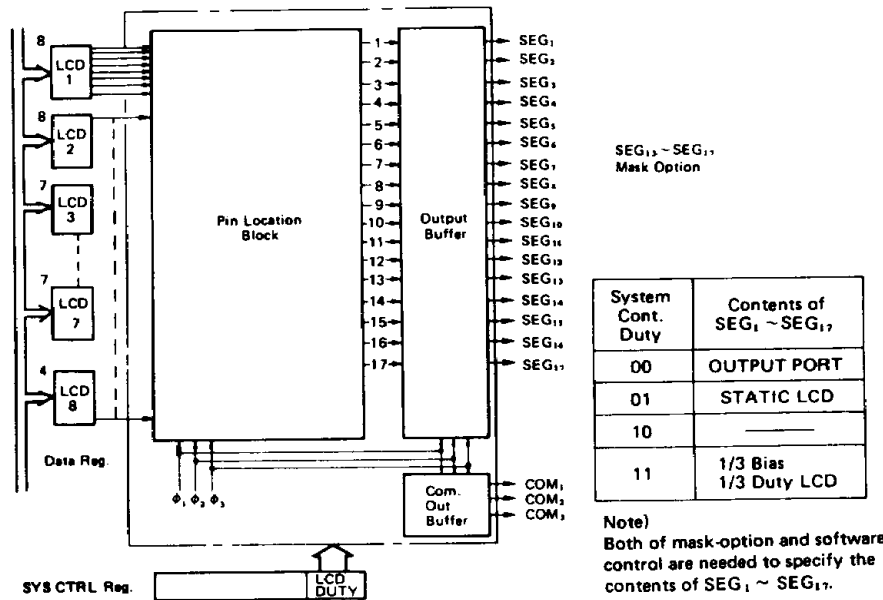 8
LCD
1
8
LCD
2
7
LCD
3
7
LCD
7
4
LCD
8
Data Reg.
Pin Location
Block
1
2
3
4
5
6
7
8
9
10
11
12
13
14
15
16
17
Output
Buffer
SEG₁
SEG₂
SEG₃
SEG₄
SEG₅
SEG₆
SEG₇
SEG₈
SEG₉
SEG₁₀
SEG₁₁
SEG₁₂
SEG₁₃
SEG₁₄
SEG₁₅
SEG₁₆
SEG₁₇
ϕ₁ ϕ₂ ϕ₃
Com.
Out
Buffer
COM₁
COM₂
COM₃
SYS CTRL Reg.
LCD
DUTY
SEG₁₃ ~ SEG₁₇
Mask Option
System
Cont.
Duty
Contents of
SEG₁ ~ SEG₁₇
00 OUTPUT PORT
01 STATIC LCD
10 ———
11 1/3 Bias
1/3 Duty LCD
Note)
Both of mask-option and software
control are needed to specify the
contents of SEG₁ ~ SEG₁₇.